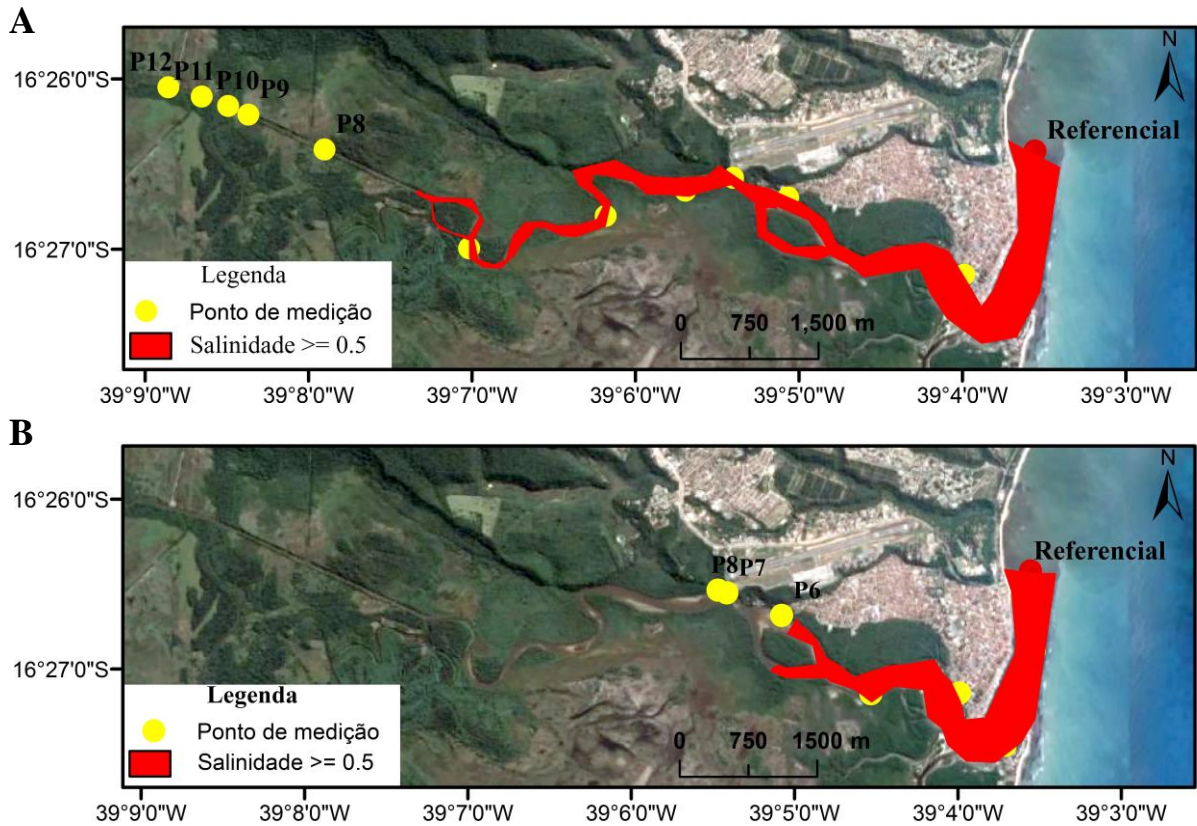 A
N
16°26'0"S
P12 P11 P10 P9
P8
Referencial
16°27'0"S
Legenda
Ponto de medição
Salinidade >= 0.5
0 750 1,500 m
39°9'0"W 39°8'0"W 39°7'0"W 39°6'0"W 39°5'0"W 39°4'0"W 39°3'0"W
B
N
16°26'0"S
P8 P7
P6
Referencial
16°27'0"S
Legenda
Ponto de medição
Salinidade >= 0.5
0 750 1500 m
39°9'0"W 39°8'0"W 39°7'0"W 39°6'0"W 39°5'0"W 39°4'0"W 39°3'0"W